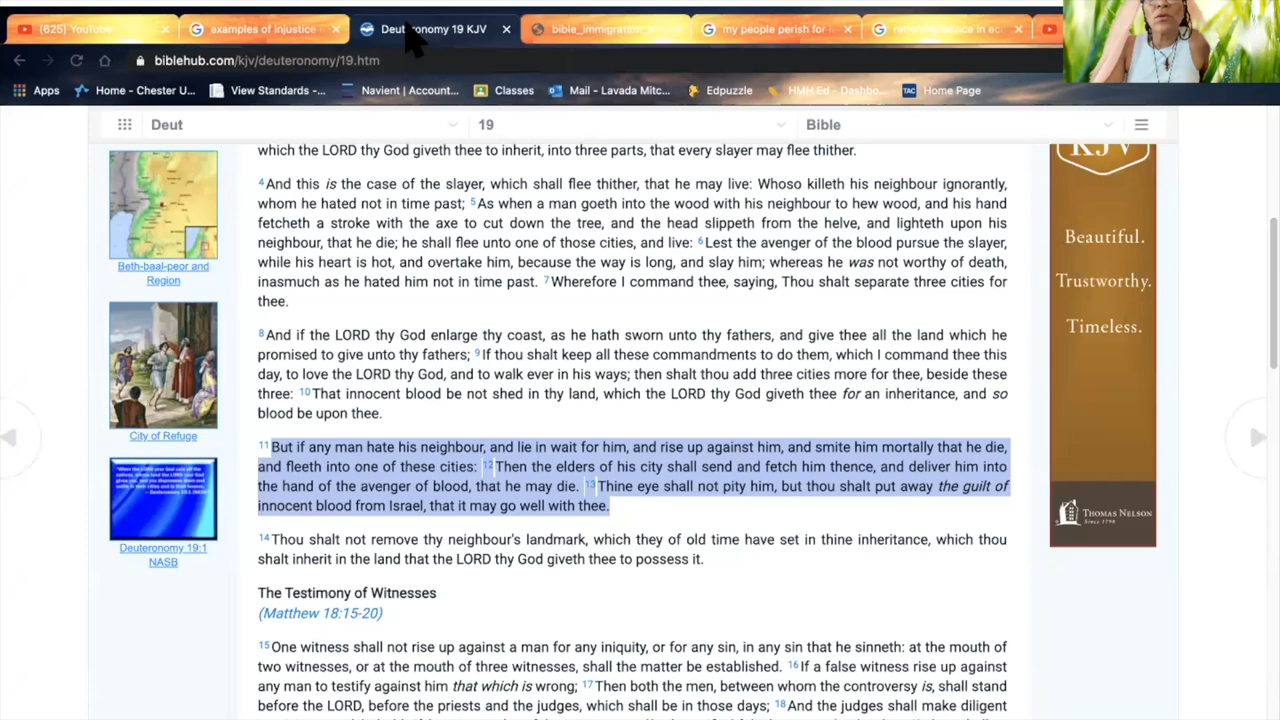 (625) YouTube
examples of injustice
Deuteronomy 19 KJV
bible_immigration_
my people perish for l
biblehub.com/kjv/deuteronomy/19.htm
Apps
Home - Chester U...
View Standards -...
Navient | Account...
Classes
Mail - Lavada Mitc...
Edpuzzle
HMH Ed - Dashbo...
TAC
Home Page
Deut
19
Bible
which the LORD thy God giveth thee to inherit, into three parts, that every slayer may flee thither.
4And this is the case of the slayer, which shall flee thither, that he may live: Whoso killeth his neighbour ignorantly,
whom he hated not in time past; 5As when a man goeth into the wood with his neighbour to hew wood, and his hand
fetcheth a stroke with the axe to cut down the tree, and the head slippeth from the helve, and lighteth upon his
neighbour, that he die; he shall flee unto one of those cities, and live: 6Lest the avenger of the blood pursue the slayer,
while his heart is hot, and overtake him, because the way is long, and slay him; whereas he was not worthy of death,
inasmuch as he hated him not in time past. 7Wherefore I command thee, saying, Thou shalt separate three cities for
thee.
8And if the LORD thy God enlarge thy coast, as he hath sworn unto thy fathers, and give thee all the land which he
promised to give unto thy fathers; 9If thou shalt keep all these commandments to do them, which I command thee this
day, to love the LORD thy God, and to walk ever in his ways; then shalt thou add three cities more for thee, beside these
three: 10That innocent blood be not shed in thy land, which the LORD thy God giveth thee for an inheritance, and so
blood be upon thee.
11But if any man hate his neighbour, and lie in wait for him, and rise up against him, and smite him mortally that he die,
and fleeth into one of these cities: 12Then the elders of his city shall send and fetch him thence, and deliver him into
the hand of the avenger of blood, that he may die. 13Thine eye shall not pity him, but thou shalt put away the guilt of
innocent blood from Israel, that it may go well with thee.
14Thou shalt not remove thy neighbour's landmark, which they of old time have set in thine inheritance, which thou
shalt inherit in the land that the LORD thy God giveth thee to possess it.
The Testimony of Witnesses
(Matthew 18:15-20)
15One witness shall not rise up against a man for any iniquity, or for any sin, in any sin that he sinneth: at the mouth of
two witnesses, or at the mouth of three witnesses, shall the matter be established. 16If a false witness rise up against
any man to testify against him that which is wrong; 17Then both the men, between whom the controversy is, shall stand
before the LORD, before the priests and the judges, which shall be in those days; 18And the judges shall make diligent
Beth-baal-peor and
Region
City of Refuge
Deuteronomy 19:1
NASB
KJV
Beautiful.
Trustworthy.
Timeless.
THOMAS NELSON
Since 1798